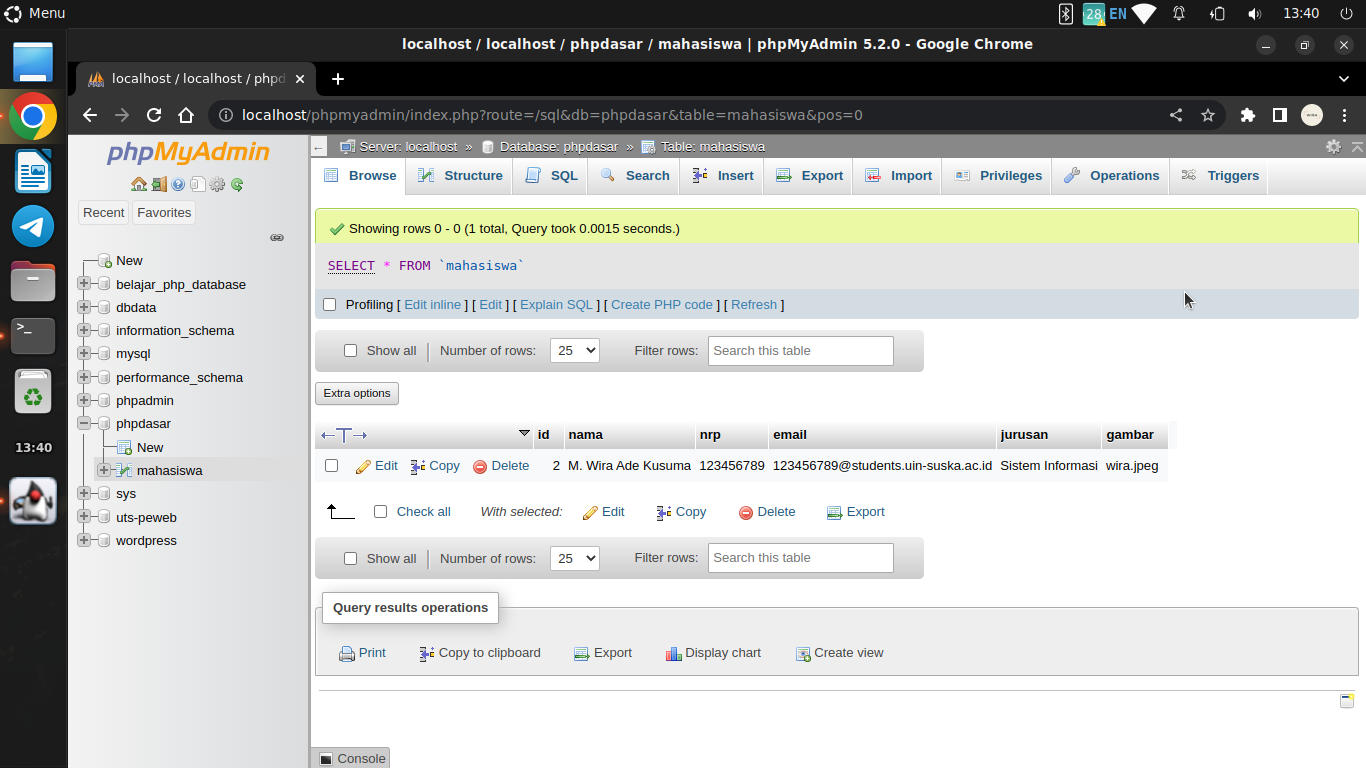 Menu
28 EN 13:40
localhost / localhost / phpdasar / mahasiswa | phpMyAdmin 5.2.0 - Google Chrome
localhost / localhost / phpd
localhost/phpmyadmin/index.php?route=/sql&db=phpdasar&table=mahasiswa&pos=0
phpMyAdmin
Recent Favorites
New
belajar_php_database
dbdata
information_schema
mysql
performance_schema
phpadmin
phpdasar
New
mahasiswa
sys
uts-peweb
wordpress
13:40
Server: localhost » Database: phpdasar » Table: mahasiswa
Browse Structure SQL Search Insert Export Import Privileges Operations Triggers
Showing rows 0 - 0 (1 total, Query took 0.0015 seconds.)
SELECT * FROM `mahasiswa`
Profiling [ Edit inline ] [ Edit ] [ Explain SQL ] [ Create PHP code ] [ Refresh ]
Show all Number of rows: 25 Filter rows: Search this table
Extra options
id nama nrp email jurusan gambar
Edit Copy Delete 2 M. Wira Ade Kusuma 123456789 123456789@students.uin-suska.ac.id Sistem Informasi wira.jpeg
Check all With selected: Edit Copy Delete Export
Show all Number of rows: 25 Filter rows: Search this table
Query results operations
Print Copy to clipboard Export Display chart Create view
Console